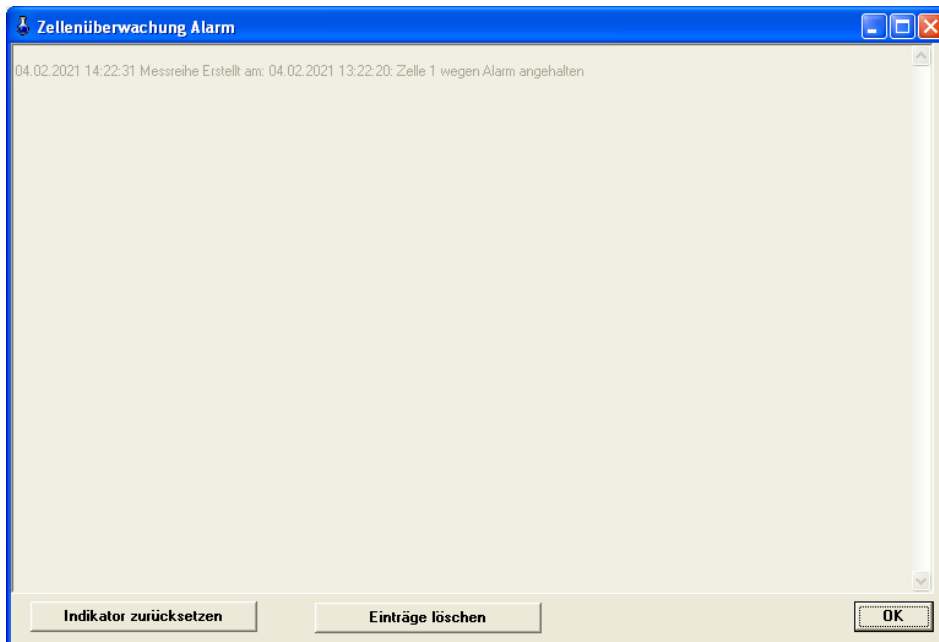 Zellenüberwachung Alarm
04.02.2021 14:22:31 Messreihe Erstellt am: 04.02.2021 13:22:20: Zelle 1 wegen Alarm angehalten
Indikator zurücksetzen Einträge löschen OK